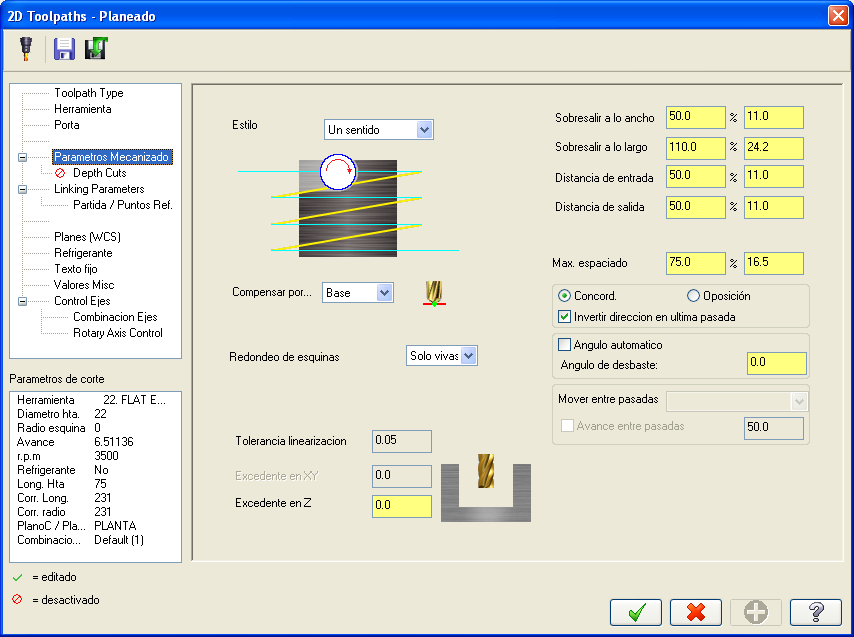 2D Toolpaths - Planeado
Toolpath Type
Herramienta
Porta
Parametros Mecanizado
Depth Cuts
Linking Parameters
Partida / Puntos Ref.
Planes (WCS)
Refrigerante
Texto fijo
Valores Misc
Control Ejes
Combinacion Ejes
Rotary Axis Control
Parametros de corte
Herramienta 22. FLAT E...
Diametro hta. 22
Radio esquina 0
Avance 6.51136
r.p.m 3500
Refrigerante No
Long. Hta 75
Corr. Long. 231
Corr. radio 231
PlanoC / Pla... PLANTA
Combinacio... Default (1)
= editado
= desactivado
Estilo Un sentido
Compensar por... Base
Redondeo de esquinas Solo vivas
Tolerancia linearizacion 0.05
Excedente en XY 0.0
Excedente en Z 0.0
Sobresalir a lo ancho 50.0 % 11.0
Sobresalir a lo largo 110.0 % 24.2
Distancia de entrada 50.0 % 11.0
Distancia de salida 50.0 % 11.0
Max. espaciado 75.0 % 16.5
Concord. Oposición
Invertir direccion en ultima pasada
Angulo automatico
Angulo de desbaste: 0.0
Mover entre pasadas
Avance entre pasadas 50.0